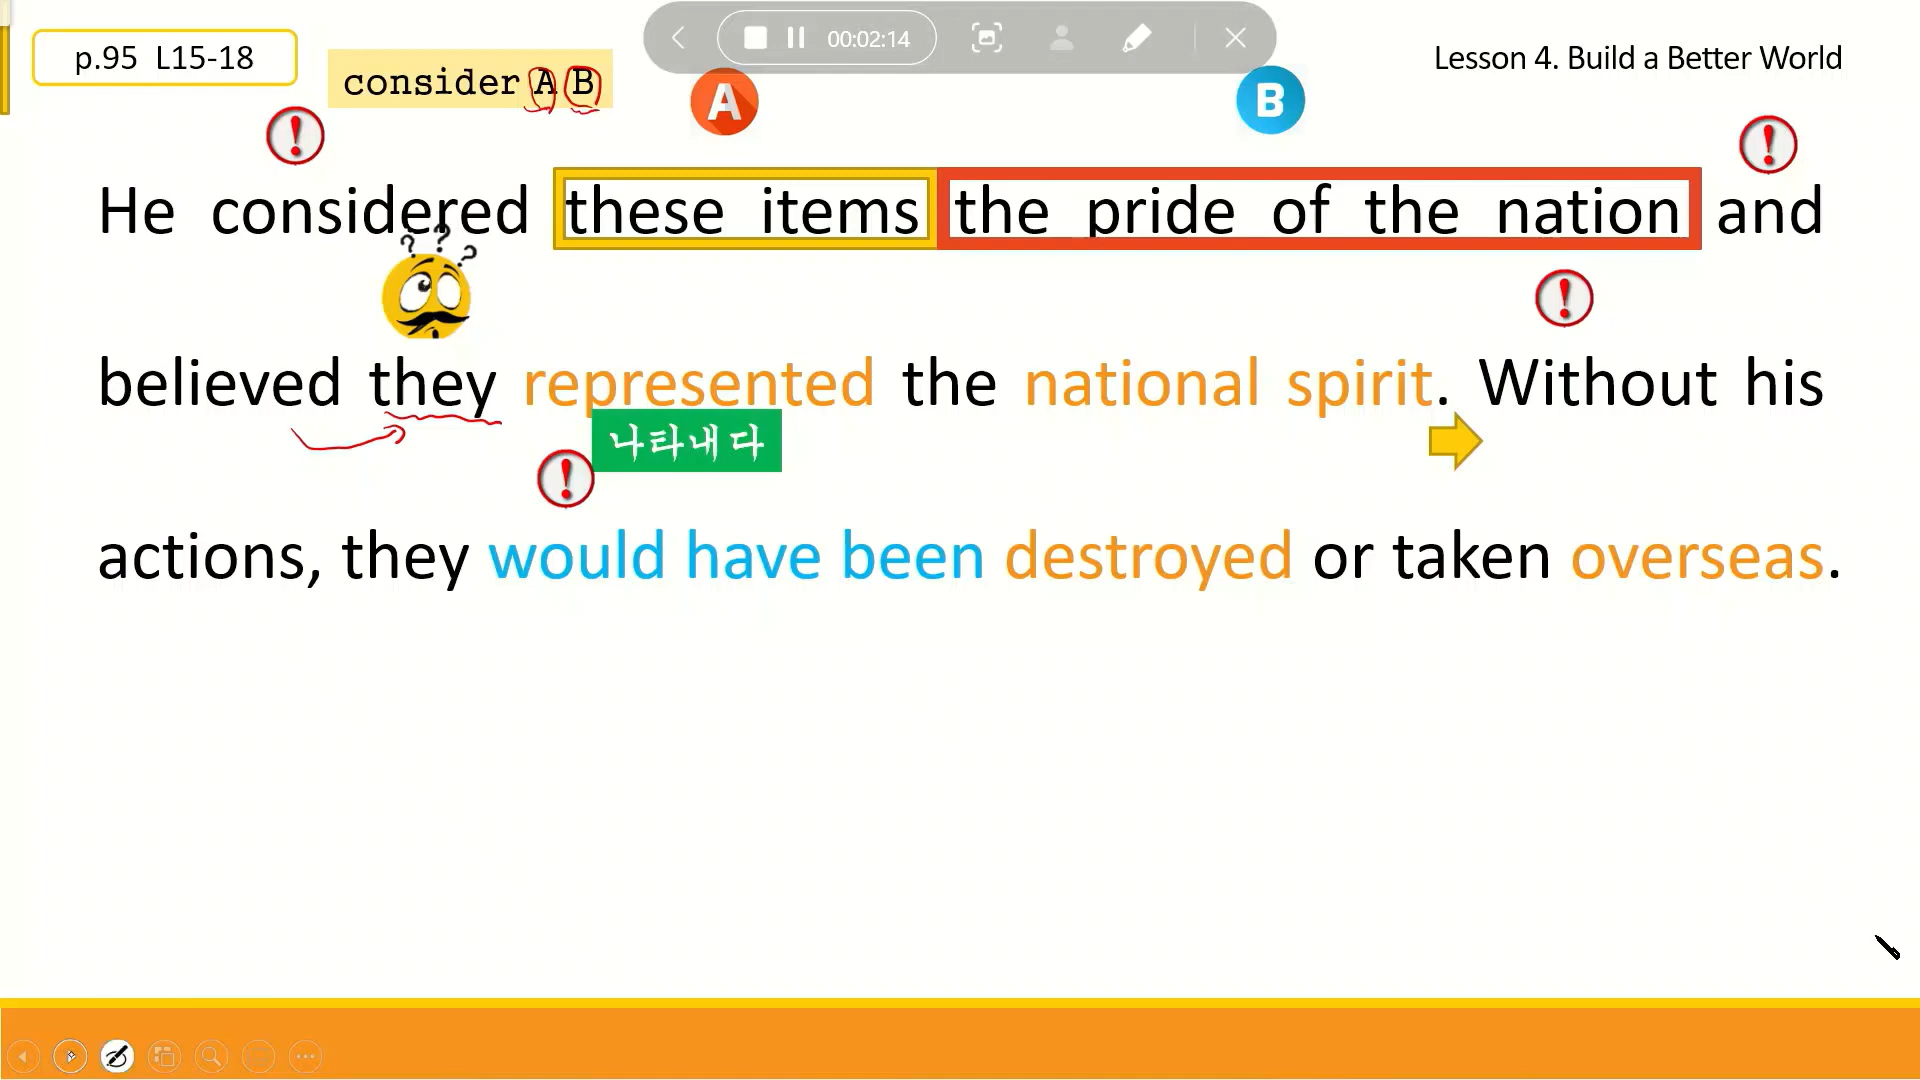 00:02:14
p.95 L15-18
Lesson 4. Build a Better World
consider A B
A
B
He considered these items the pride of the nation and
? ? ?
believed they represented the national spirit. Without his
나타내다
actions, they would have been destroyed or taken overseas.